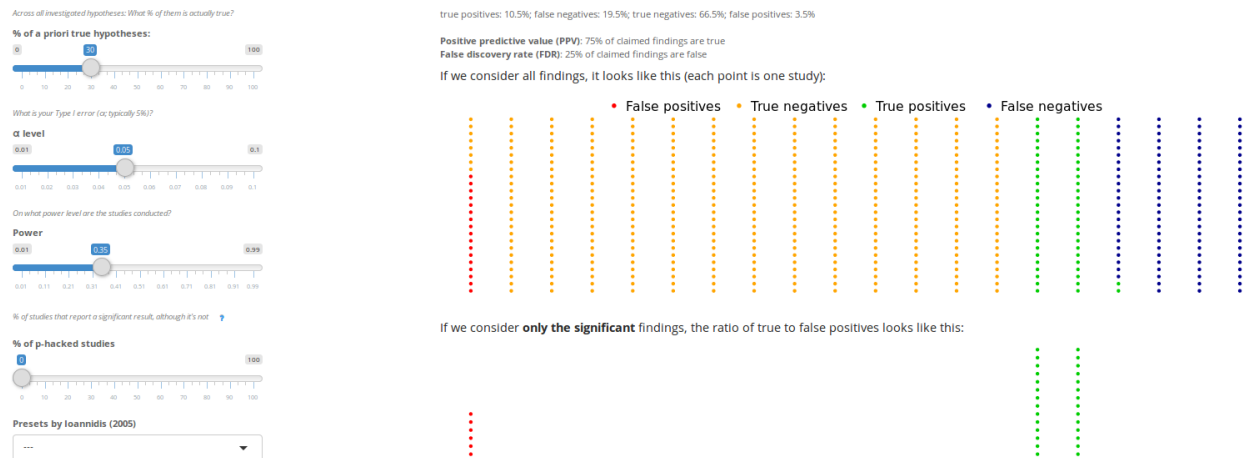 Across all investigated hypotheses: What % of them is actually true?
% of a priori true hypotheses:
0 30 100
0 10 20 30 40 50 60 70 80 90 100
What is your Type I error (α; typically 5%)?
α level
0.01 0.05 0.1
0.01 0.02 0.03 0.04 0.05 0.06 0.07 0.08 0.09 0.1
On what power level are the studies conducted?
Power
0.01 0.35 0.99
0.01 0.11 0.21 0.31 0.41 0.51 0.61 0.71 0.81 0.91 0.99
% of studies that report a significant result, although it's not ?
% of p-hacked studies
0 100
0 10 20 30 40 50 60 70 80 90 100
Presets by Ioannidis (2005)
---
true positives: 10.5%; false negatives: 19.5%; true negatives: 66.5%; false positives: 3.5%
Positive predictive value (PPV): 75% of claimed findings are true
False discovery rate (FDR): 25% of claimed findings are false
If we consider all findings, it looks like this (each point is one study):
False positives True negatives True positives False negatives
If we consider only the significant findings, the ratio of true to false positives looks like this: